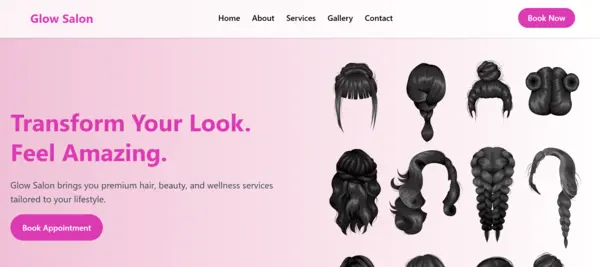 Glow Salon
Home About Services Gallery Contact
Book Now
Transform Your Look.
Feel Amazing.
Glow Salon brings you premium hair, beauty, and wellness services
tailored to your lifestyle.
Book Appointment